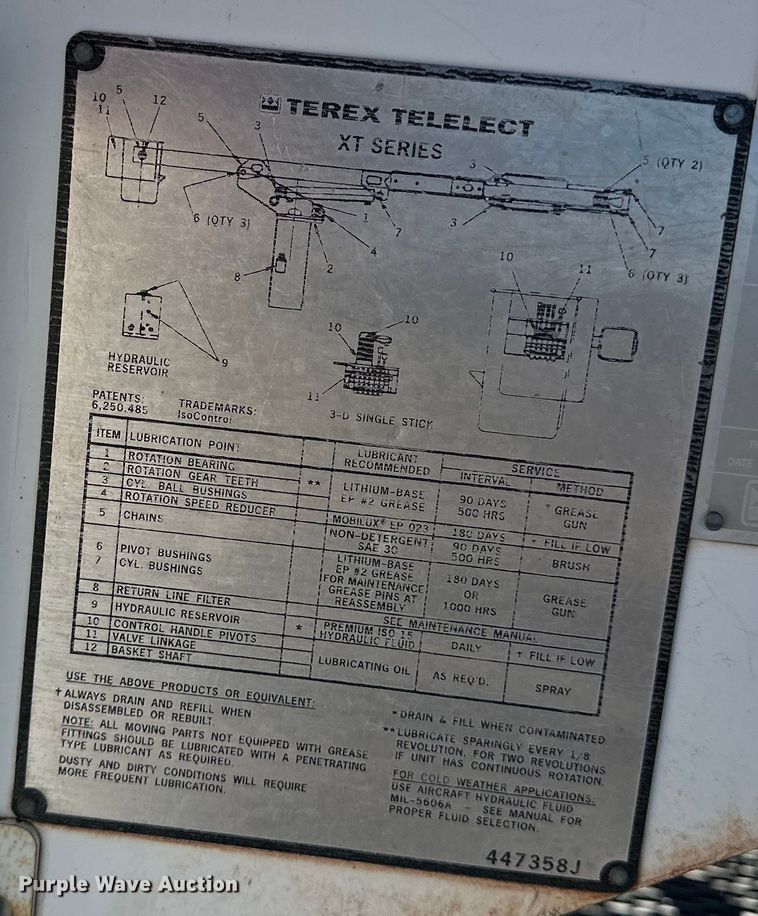 TEREX TELELECT
XT SERIES
10
11
5
12
5
3
3
5 (QTY 2)
6 (QTY 3)
1
4
2
7
3
7
7
6 (QTY 3)
8
10
11
10
10
11
9
HYDRAULIC
RESERVOIR
3-D SINGLE STICK
PATENTS:
6,250,485
TRADEMARKS:
IsoControl
ITEM LUBRICATION POINT LUBRICANT RECOMMENDED SERVICE
INTERVAL METHOD
1 ROTATION BEARING
2 ROTATION GEAR TEETH **
3 CYL. BALL BUSHINGS
LITHIUM-BASE
EP #2 GREASE
90 DAYS
500 HRS
GREASE
GUN
4 ROTATION SPEED REDUCER MOBILUX® EP 023 180 DAYS † FILL IF LOW
5 CHAINS NON-DETERGENT
SAE 30
90 DAYS
500 HRS
BRUSH
6 PIVOT BUSHINGS
7 CYL. BUSHINGS
LITHIUM-BASE
EP #2 GREASE
FOR MAINTENANCE
GREASE PINS AT
REASSEMBLY
180 DAYS
OR
1000 HRS
GREASE
GUN
8 RETURN LINE FILTER SEE MAINTENANCE MANUAL
9 HYDRAULIC RESERVOIR * PREMIUM ISO 15
HYDRAULIC FLUID
DAILY † FILL IF LOW
10 CONTROL HANDLE PIVOTS
11 VALVE LINKAGE
12 BASKET SHAFT
LUBRICATING OIL AS REQ'D. SPRAY
USE THE ABOVE PRODUCTS OR EQUIVALENT:
† ALWAYS DRAIN AND REFILL WHEN
DISASSEMBLED OR REBUILT.
NOTE: ALL MOVING PARTS NOT EQUIPPED WITH GREASE
FITTINGS SHOULD BE LUBRICATED WITH A PENETRATING
TYPE LUBRICANT AS REQUIRED.
DUSTY AND DIRTY CONDITIONS WILL REQUIRE
MORE FREQUENT LUBRICATION.
* DRAIN & FILL WHEN CONTAMINATED
** LUBRICATE SPARINGLY EVERY 1/8
REVOLUTION, FOR TWO REVOLUTIONS
IF UNIT HAS CONTINUOUS ROTATION.
FOR COLD WEATHER APPLICATIONS:
USE AIRCRAFT HYDRAULIC FLUID
MIL-5606A - SEE MANUAL FOR
PROPER FLUID SELECTION.
447358J
DATE
Purple Wave Auction